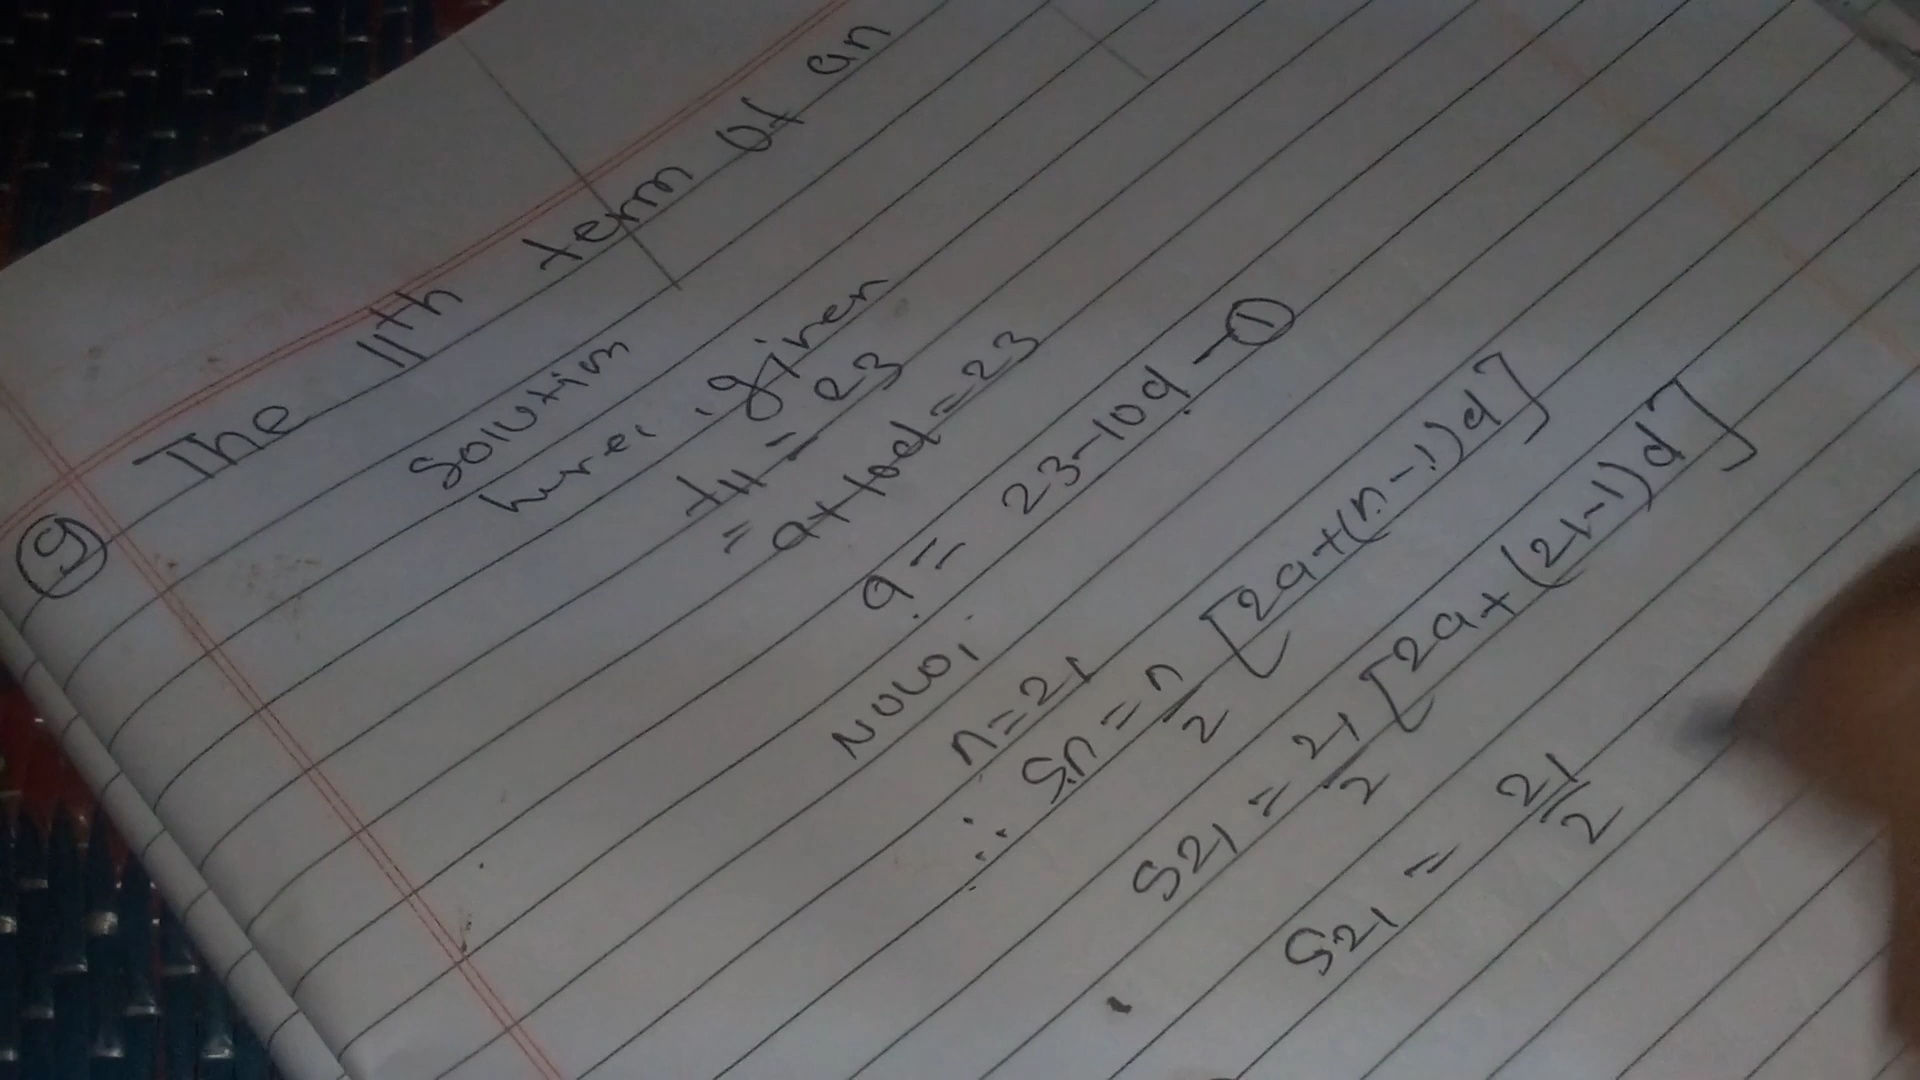 9 The 11th term of an
Solution
hrei given
t11 = 23
= a+10d=23
a = 23-10d -①
Now,
n=21
∴ Sn = n/2 [2a+(n-1)d]
S21 = 21/2 [2a+(21-1)d]
S21 = 21/2